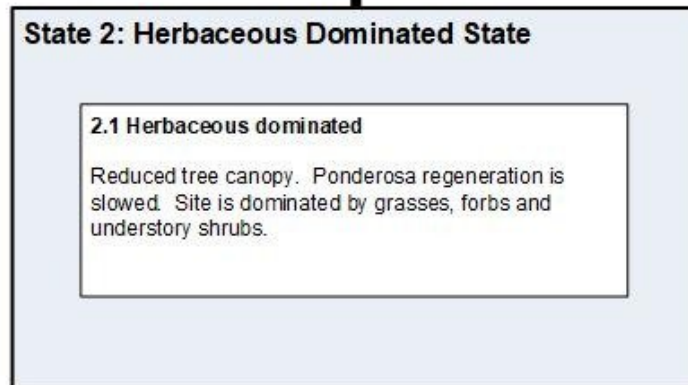 State 2: Herbaceous Dominated State
2.1 Herbaceous dominated
Reduced tree canopy. Ponderosa regeneration is
slowed. Site is dominated by grasses, forbs and
understory shrubs.